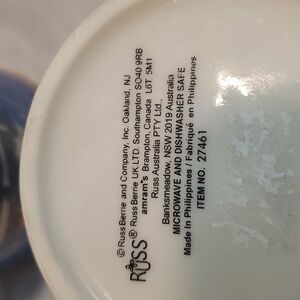 © Russ Berrie and Company, Inc. Oakland, NJ
RUSS ® Russ Berrie UK LTD. Southampton SO40 9RB
amram's Brampton, Canada L6T 5M1
Russ Australia PTY Ltd.,
Banksmeadow, NSW 2019 Australia
MICROWAVE AND DISHWASHER SAFE
Made in Philippines / Fabriqué en Philippines
ITEM NO. 27461